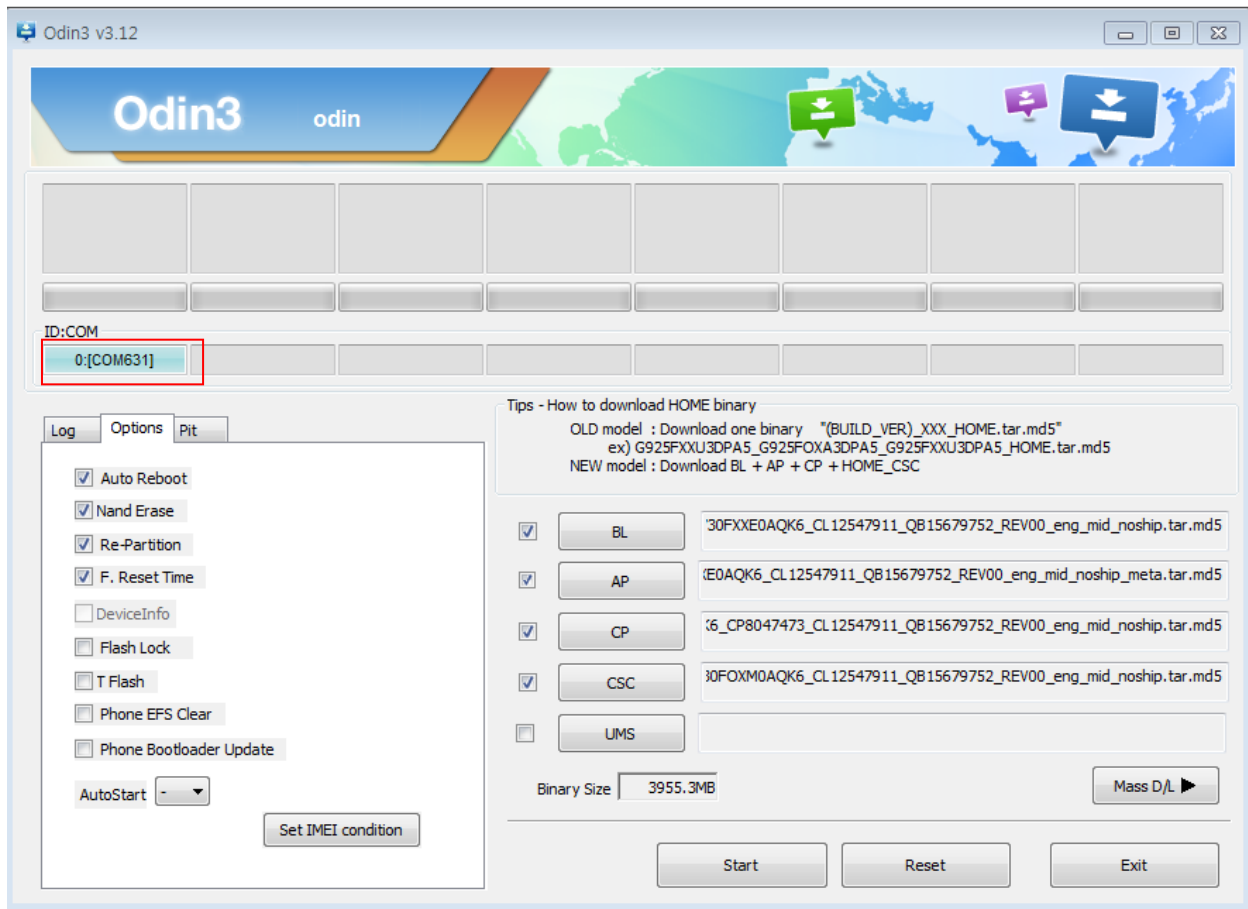 Odin3 v3.12
Odin3 odin
ID:COM
0:[COM631]
Log Options Pit
Auto Reboot
Nand Erase
Re-Partition
F. Reset Time
DeviceInfo
Flash Lock
T Flash
Phone EFS Clear
Phone Bootloader Update
AutoStart -
Set IMEI condition
Tips - How to download HOME binary
OLD model : Download one binary "(BUILD_VER)_XXX_HOME.tar.md5"
ex) G925FXXU3DPA5_G925FOXA3DPA5_G925FXXU3DPA5_HOME.tar.md5
NEW model : Download BL + AP + CP + HOME_CSC
BL 30FXXE0AQK6_CL12547911_QB15679752_REV00_eng_mid_noship.tar.md5
AP E0AQK6_CL12547911_QB15679752_REV00_eng_mid_noship_meta.tar.md5
CP 6_CP8047473_CL12547911_QB15679752_REV00_eng_mid_noship.tar.md5
CSC 30FOXM0AQK6_CL12547911_QB15679752_REV00_eng_mid_noship.tar.md5
UMS
Binary Size 3955.3MB
Mass D/L ▶
Start Reset Exit